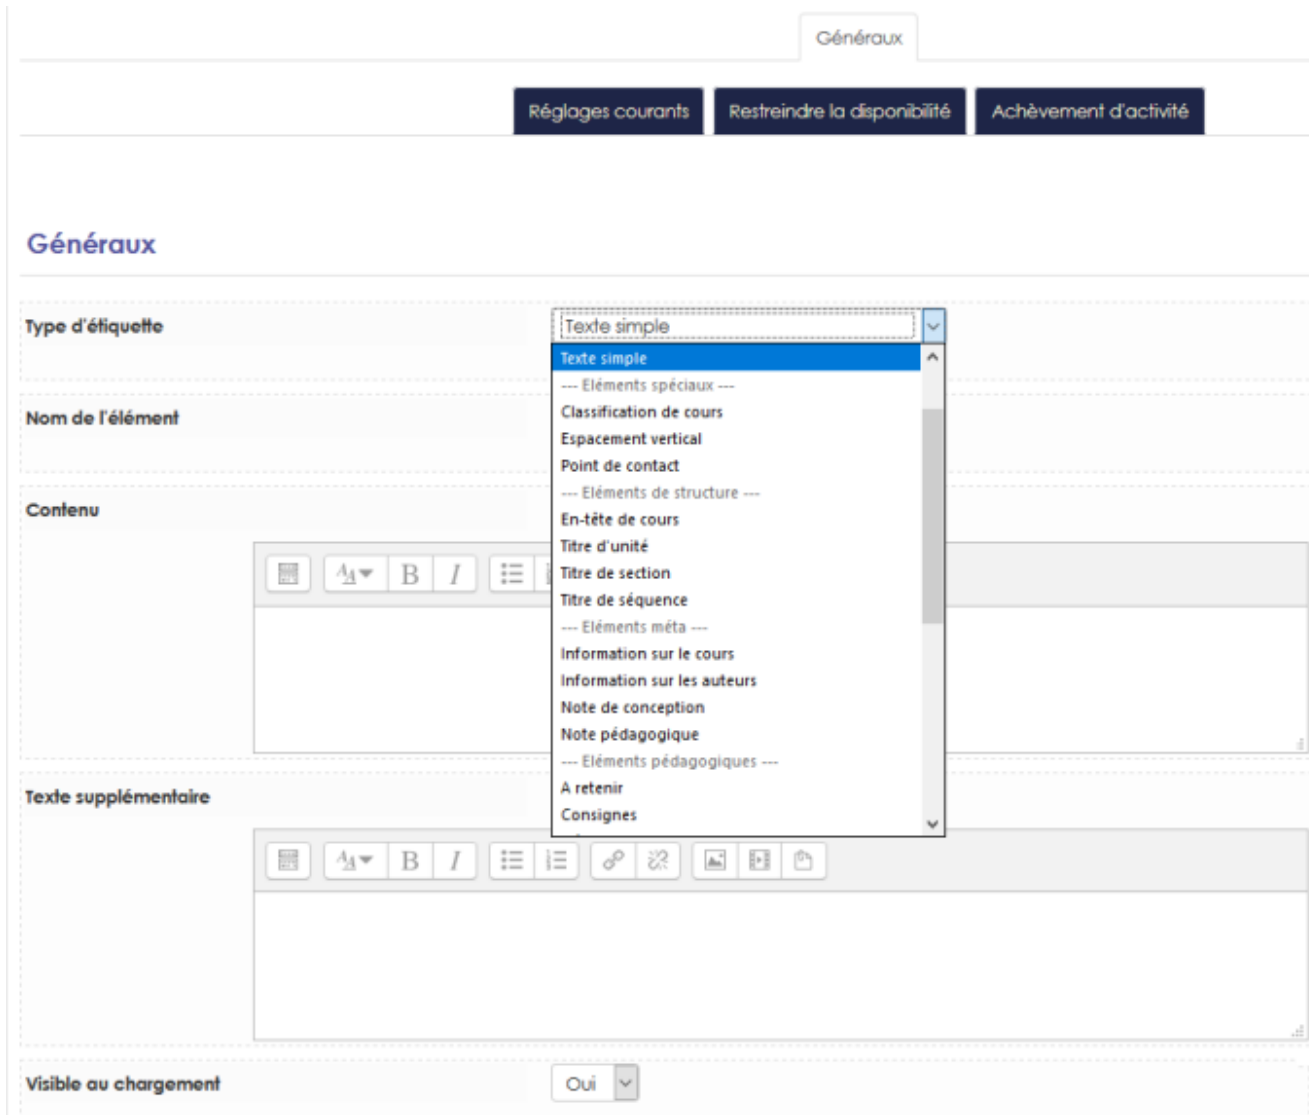 Généraux
Réglages courants
Restreindre la disponibilité
Achèvement d'activité
Généraux
Type d'étiquette
Texte simple
Texte simple
--- Eléments spéciaux ---
Classification de cours
Espacement vertical
Point de contact
--- Eléments de structure ---
En-tête de cours
Titre d'unité
Titre de section
Titre de séquence
--- Eléments méta ---
Information sur le cours
Information sur les auteurs
Note de conception
Note pédagogique
--- Eléments pédagogiques ---
A retenir
Consignes
Nom de l'élément
Contenu
B I
Texte supplémentaire
B I
Visible au chargement
Oui